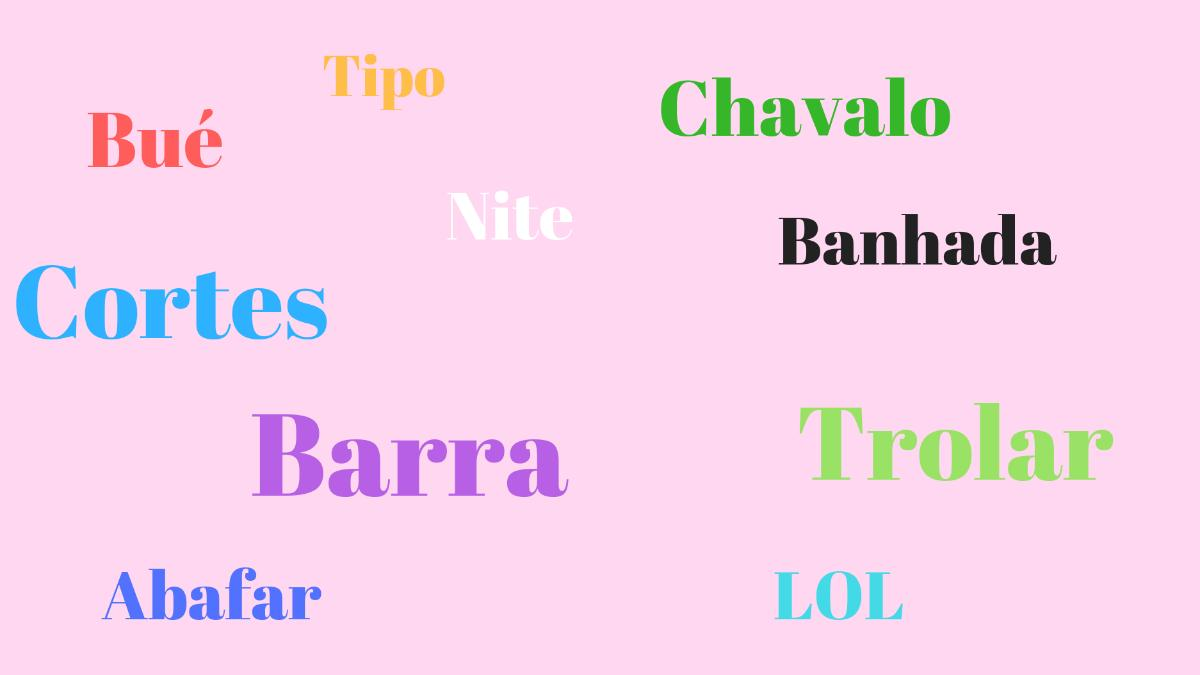 Tipo
Chavalo
Bué
Nite
Banhada
Cortes
Barra
Trolar
Abafar
LOL